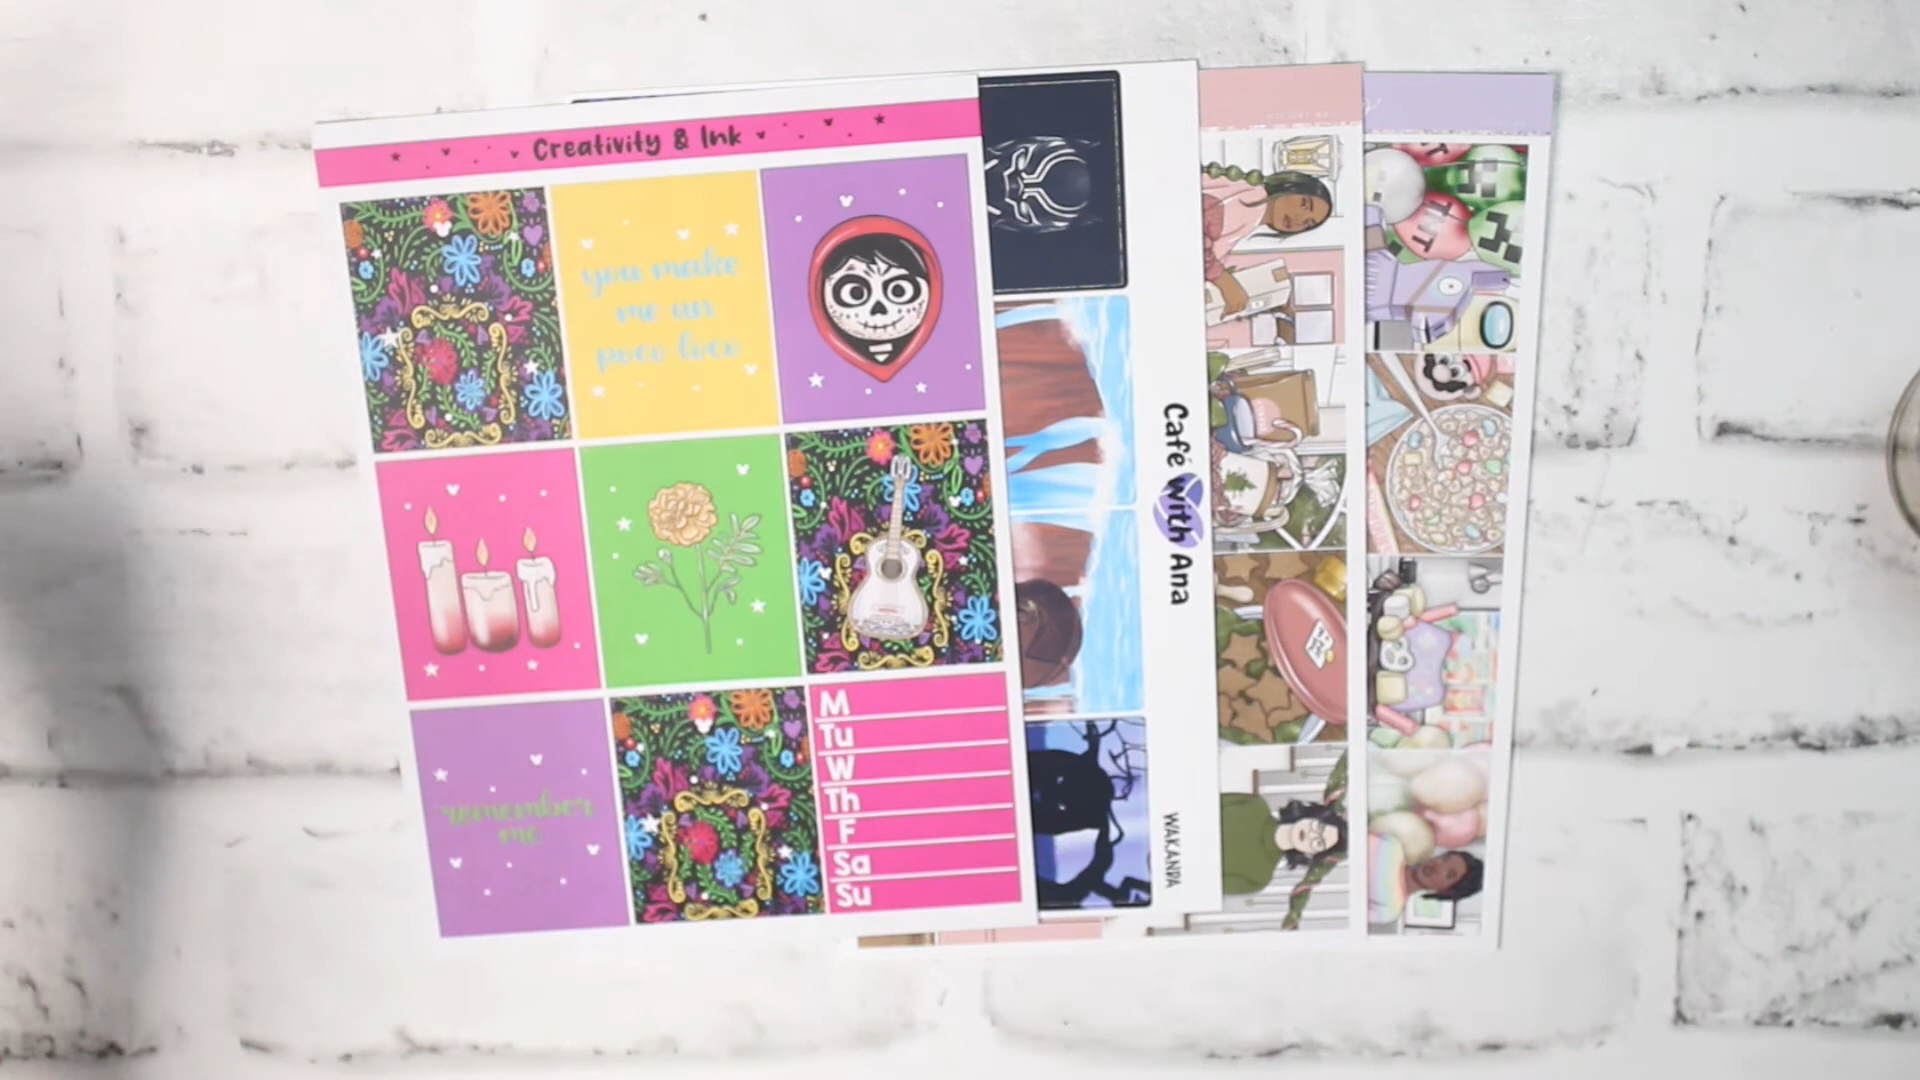 Creativity & Ink
you make
me un
poco loco
remember
me
M
Tu
W
Th
F
Sa
Su
Café with Ana
WAKANDA